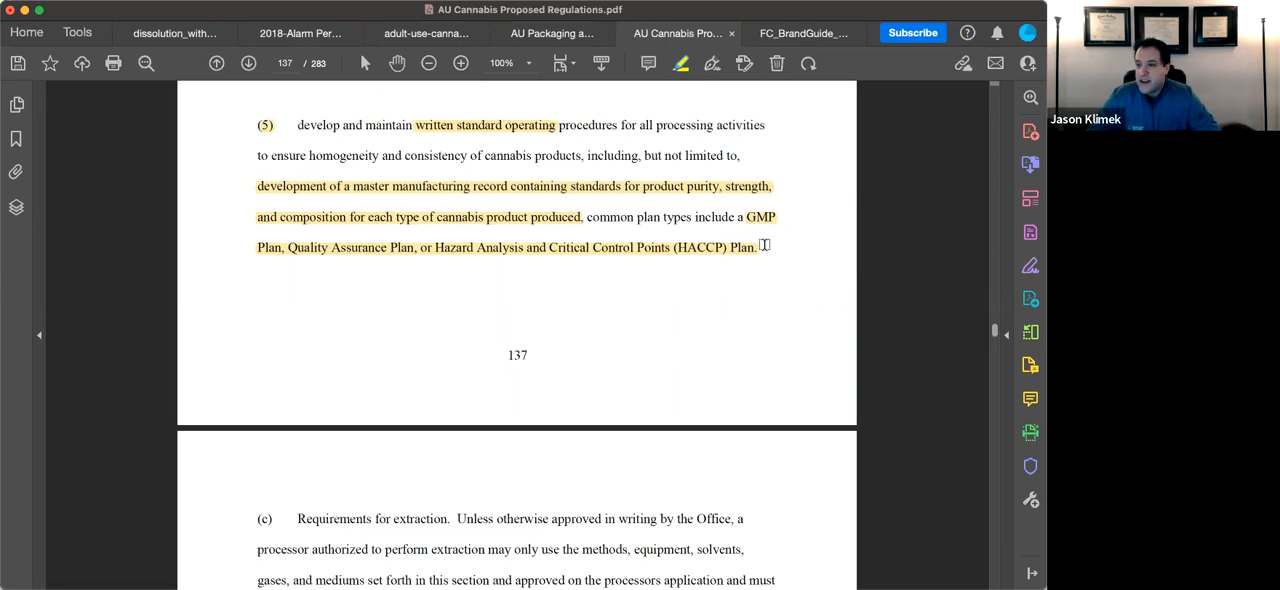 AU Cannabis Proposed Regulations.pdf
Home Tools dissolution_with... 2018-Alarm Per... adult-use-canna... AU Packaging a... AU Cannabis Pro... × FC_BrandGuide_... Subscribe
137 / 283 100%
(5) develop and maintain written standard operating procedures for all processing activities
to ensure homogeneity and consistency of cannabis products, including, but not limited to,
development of a master manufacturing record containing standards for product purity, strength,
and composition for each type of cannabis product produced, common plan types include a GMP
Plan, Quality Assurance Plan, or Hazard Analysis and Critical Control Points (HACCP) Plan.
137
(c) Requirements for extraction. Unless otherwise approved in writing by the Office, a
processor authorized to perform extraction may only use the methods, equipment, solvents,
gases, and mediums set forth in this section and approved on the processors application and must
Jason Klimek